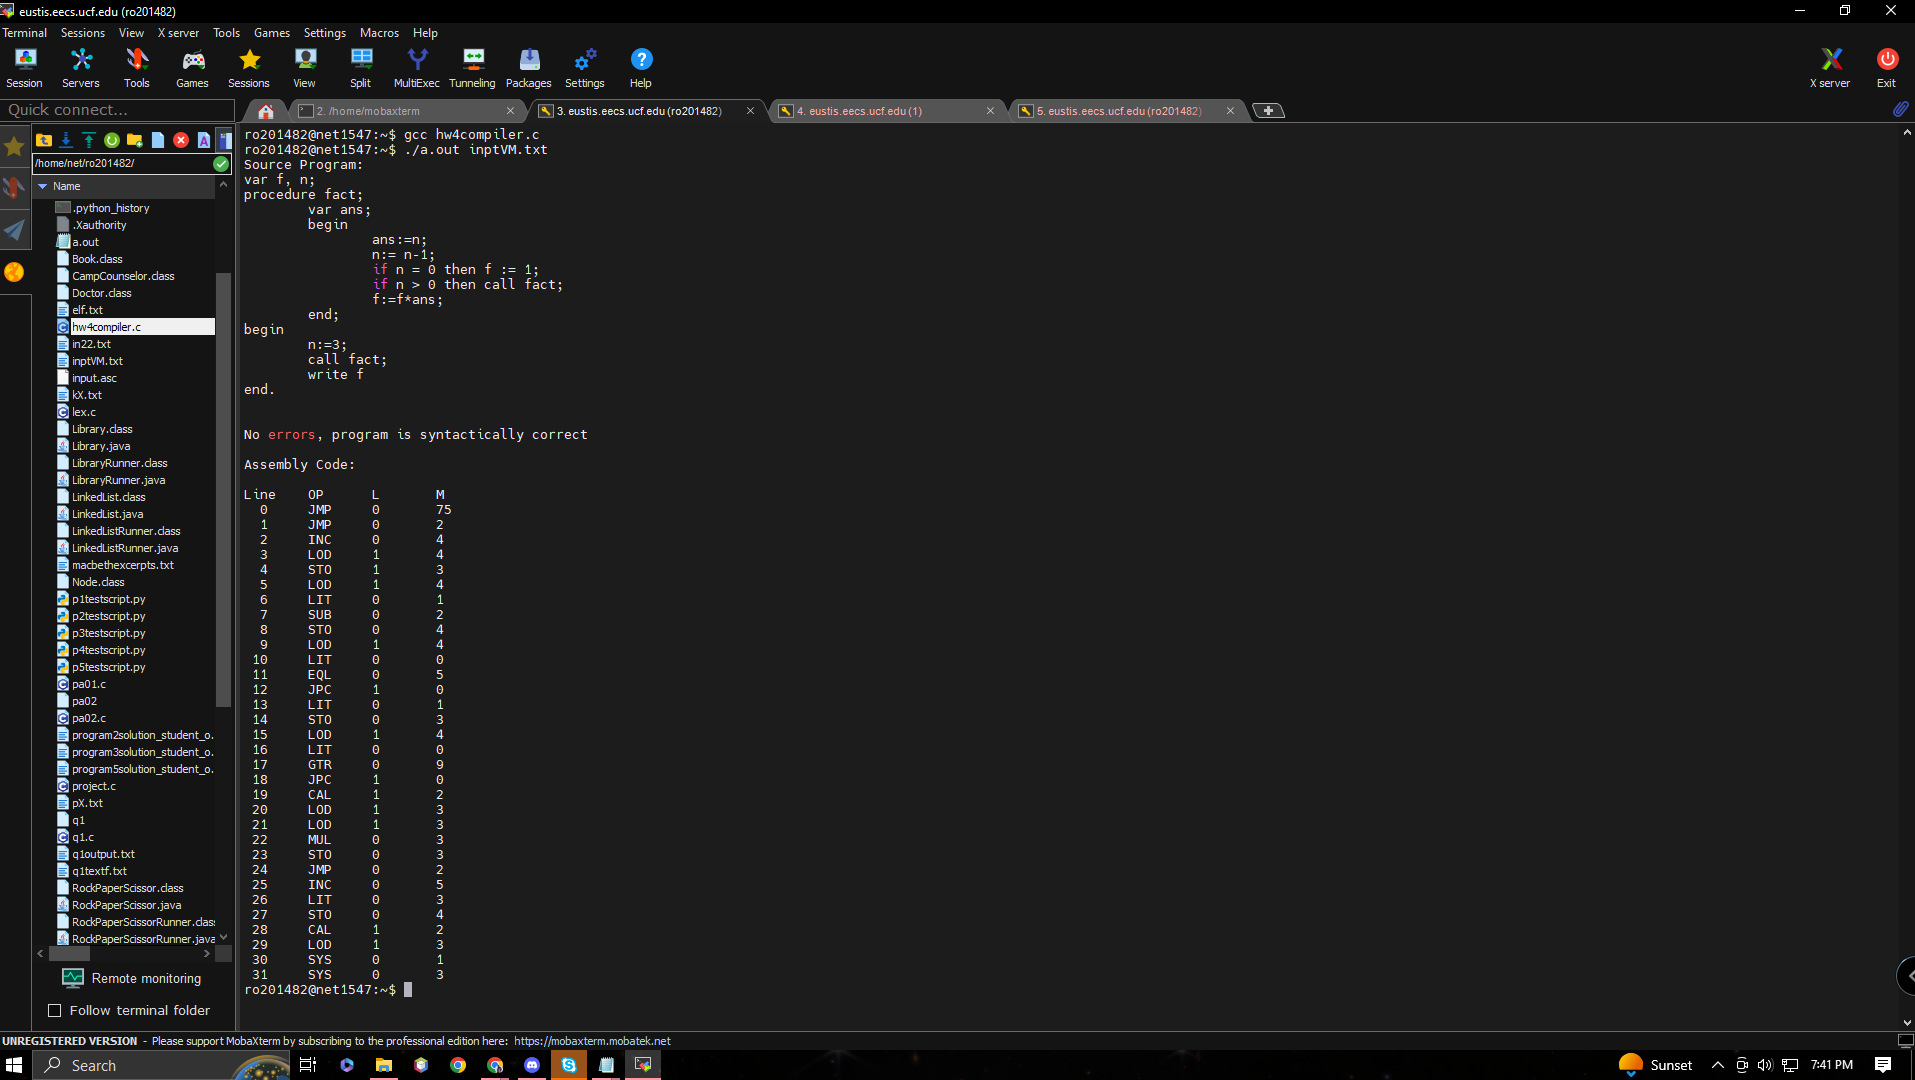 eustis.eecs.ucf.edu (ro201482)
Terminal Sessions View X server Tools Games Settings Macros Help
Session Servers Tools Games Sessions View Split MultiExec Tunneling Packages Settings Help X server Exit
Quick connect...
2. /home/mobaxterm
3. eustis.eecs.ucf.edu (ro201482)
4. eustis.eecs.ucf.edu (1)
5. eustis.eecs.ucf.edu (ro201482)
/home/net/ro201482/
Name
.python_history
.Xauthority
a.out
Book.class
CampCounselor.class
Doctor.class
elf.txt
hw4compiler.c
in22.txt
inptVM.txt
input.asc
kX.txt
lex.c
Library.class
Library.java
LibraryRunner.class
LibraryRunner.java
LinkedList.class
LinkedList.java
LinkedListRunner.class
LinkedListRunner.java
macbethexcerpts.txt
Node.class
p1testscript.py
p2testscript.py
p3testscript.py
p4testscript.py
p5testscript.py
pa01.c
pa02
pa02.c
program2solution_student_o.
program3solution_student_o.
program5solution_student_o.
project.c
pX.txt
q1
q1.c
q1output.txt
q1textf.txt
RockPaperScissor.class
RockPaperScissor.java
RockPaperScissorRunner.class
RockPaperScissorRunner.java
Remote monitoring
Follow terminal folder
ro201482@net1547:~$ gcc hw4compiler.c
ro201482@net1547:~$ ./a.out inptVM.txt
Source Program:
var f, n;
procedure fact;
var ans;
begin
ans:=n;
n:= n-1;
if n = 0 then f := 1;
if n > 0 then call fact;
f:=f*ans;
end;
begin
n:=3;
call fact;
write f
end.
No errors, program is syntactically correct
Assembly Code:
Line OP L M
0 JMP 0 75
1 JMP 0 2
2 INC 0 4
3 LOD 1 4
4 STO 1 3
5 LOD 1 4
6 LIT 0 1
7 SUB 0 2
8 STO 0 4
9 LOD 1 4
10 LIT 0 0
11 EQL 0 5
12 JPC 1 0
13 LIT 0 1
14 STO 0 3
15 LOD 1 4
16 LIT 0 0
17 GTR 0 9
18 JPC 1 0
19 CAL 1 2
20 LOD 1 3
21 LOD 1 3
22 MUL 0 3
23 STO 0 3
24 JMP 0 2
25 INC 0 5
26 LIT 0 3
27 STO 0 4
28 CAL 1 2
29 LOD 1 3
30 SYS 0 1
31 SYS 0 3
ro201482@net1547:~$
UNREGISTERED VERSION - Please support MobaXterm by subscribing to the professional edition here: https://mobaxterm.mobatek.net
Search
Sunset
7:41 PM